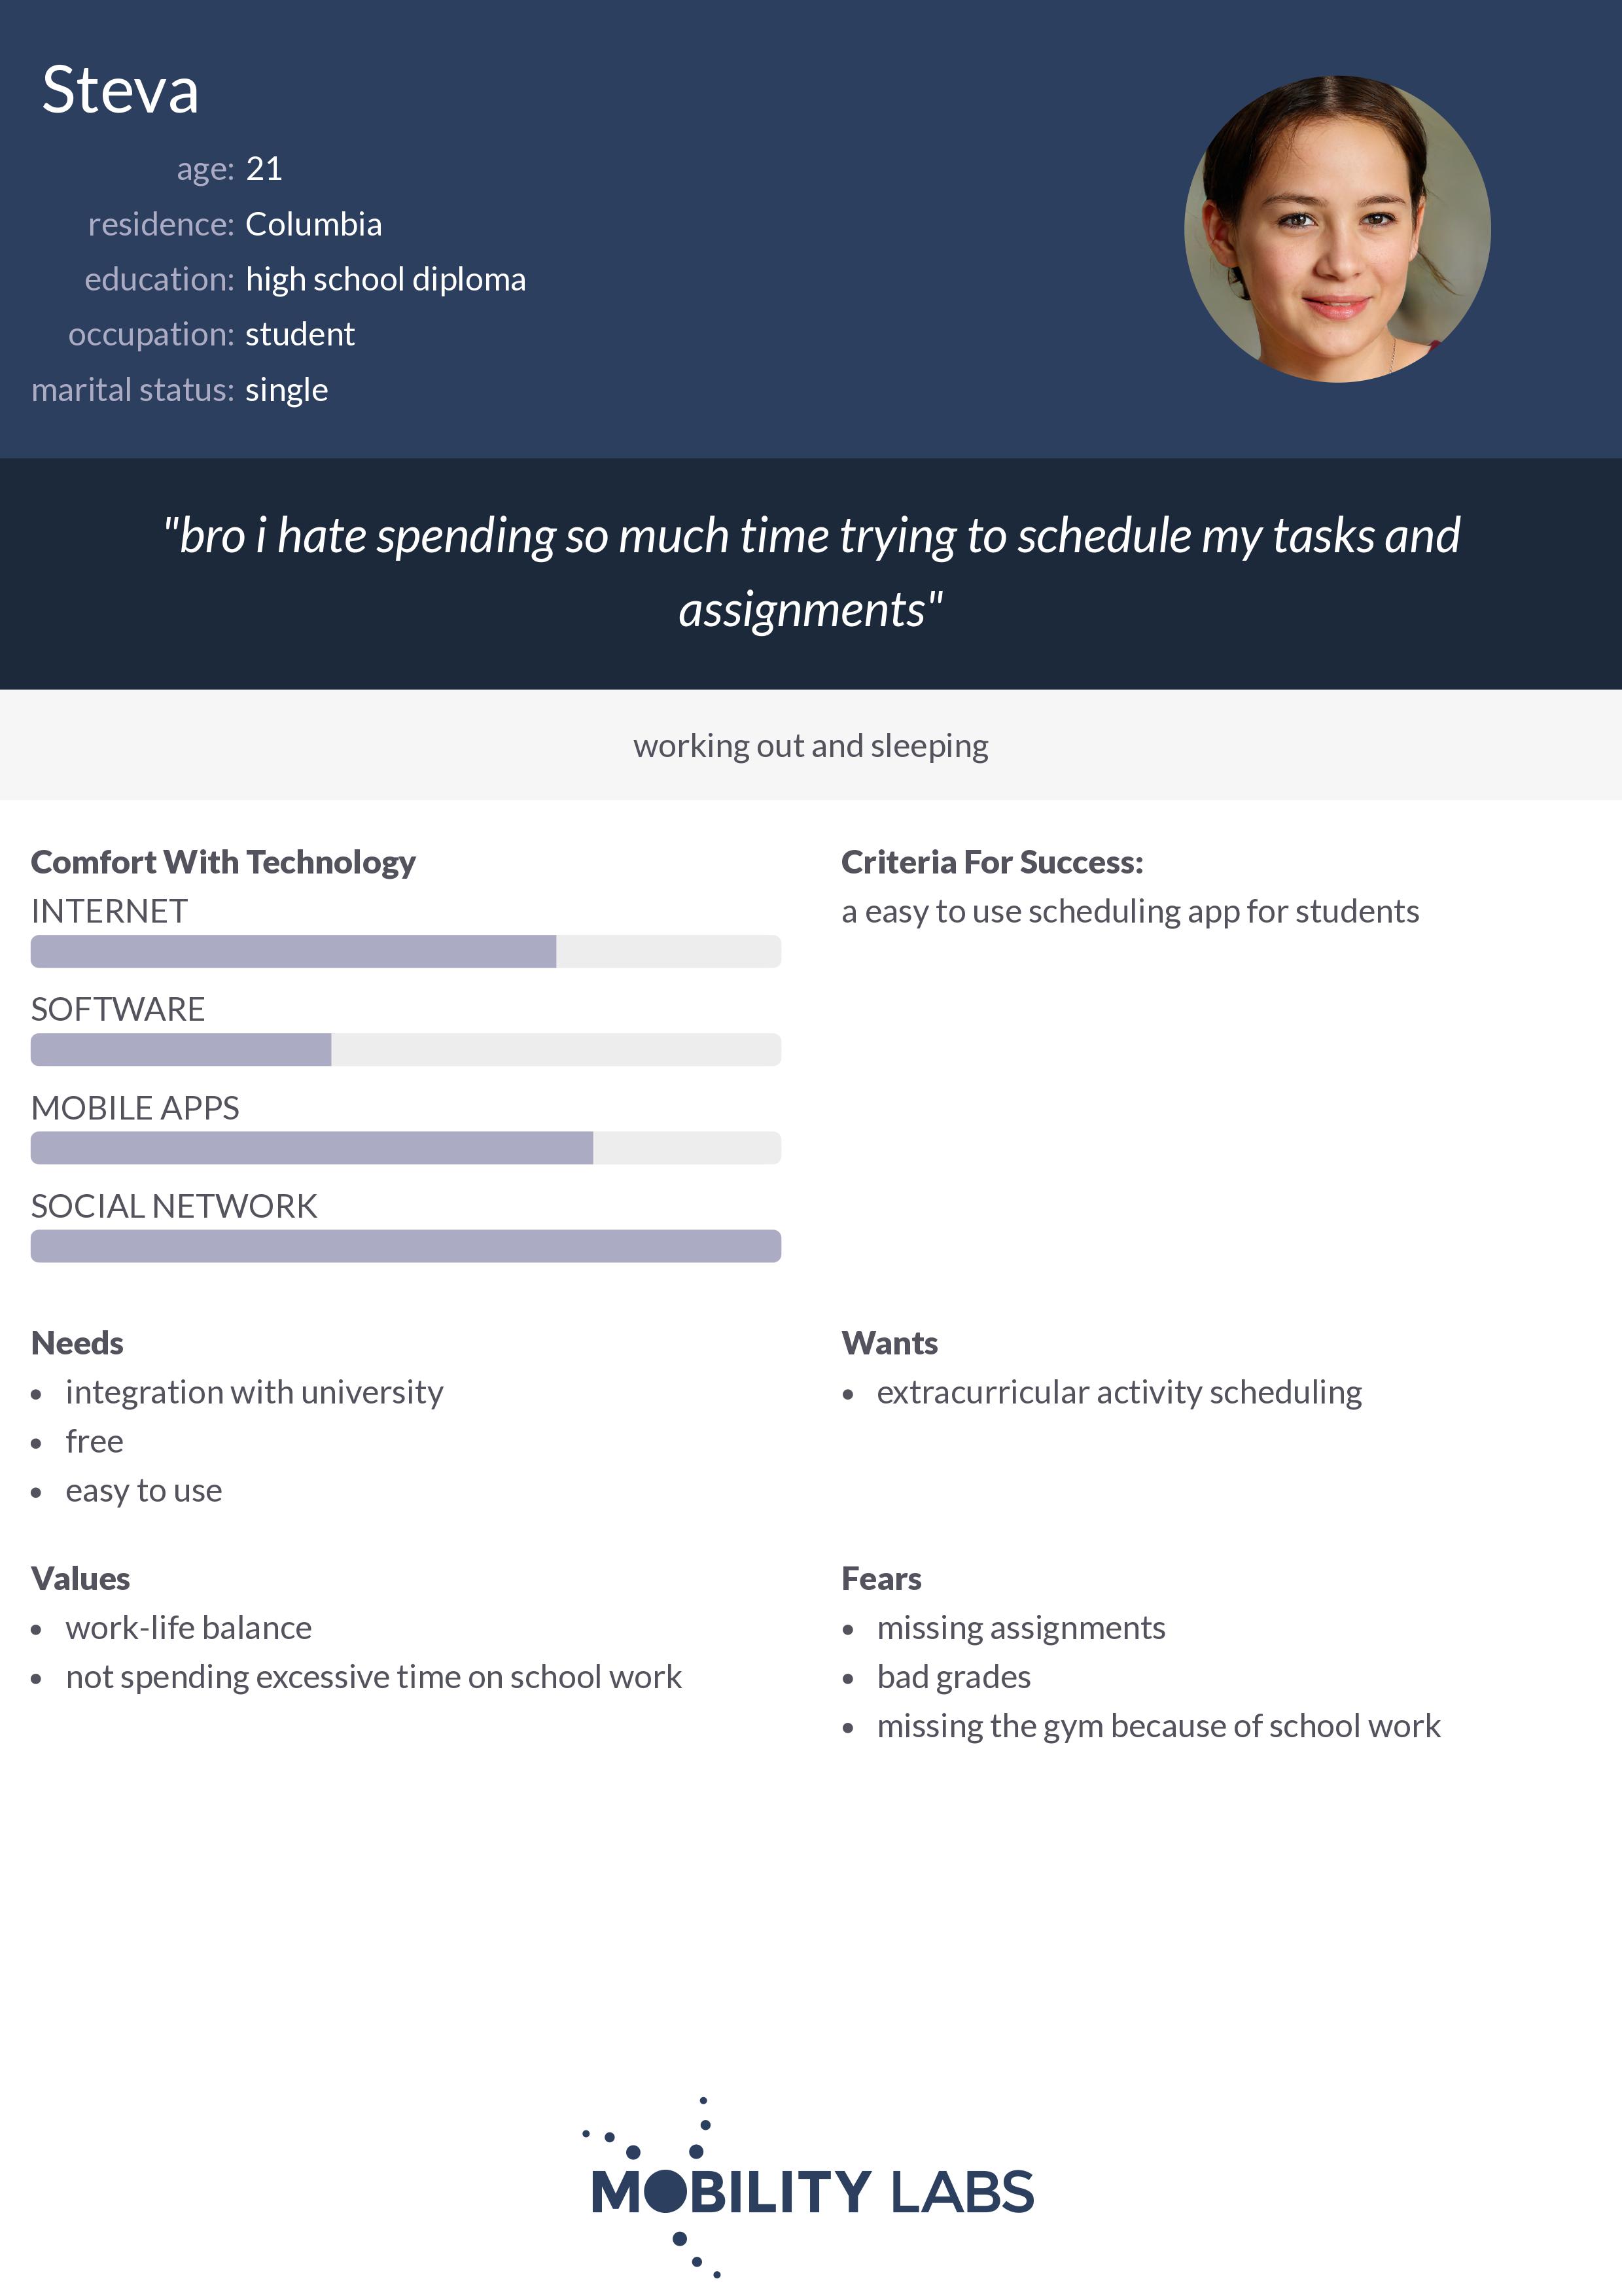 Steva
age: 21
residence: Columbia
education: high school diploma
occupation: student
marital status: single
"bro i hate spending so much time trying to schedule my tasks and
assignments"
working out and sleeping
Comfort With Technology
INTERNET
SOFTWARE
MOBILE APPS
SOCIAL NETWORK
Criteria For Success:
a easy to use scheduling app for students
Needs
• integration with university
• free
• easy to use
Wants
• extracurricular activity scheduling
Values
• work-life balance
• not spending excessive time on school work
Fears
• missing assignments
• bad grades
• missing the gym because of school work
MOBILITY LABS